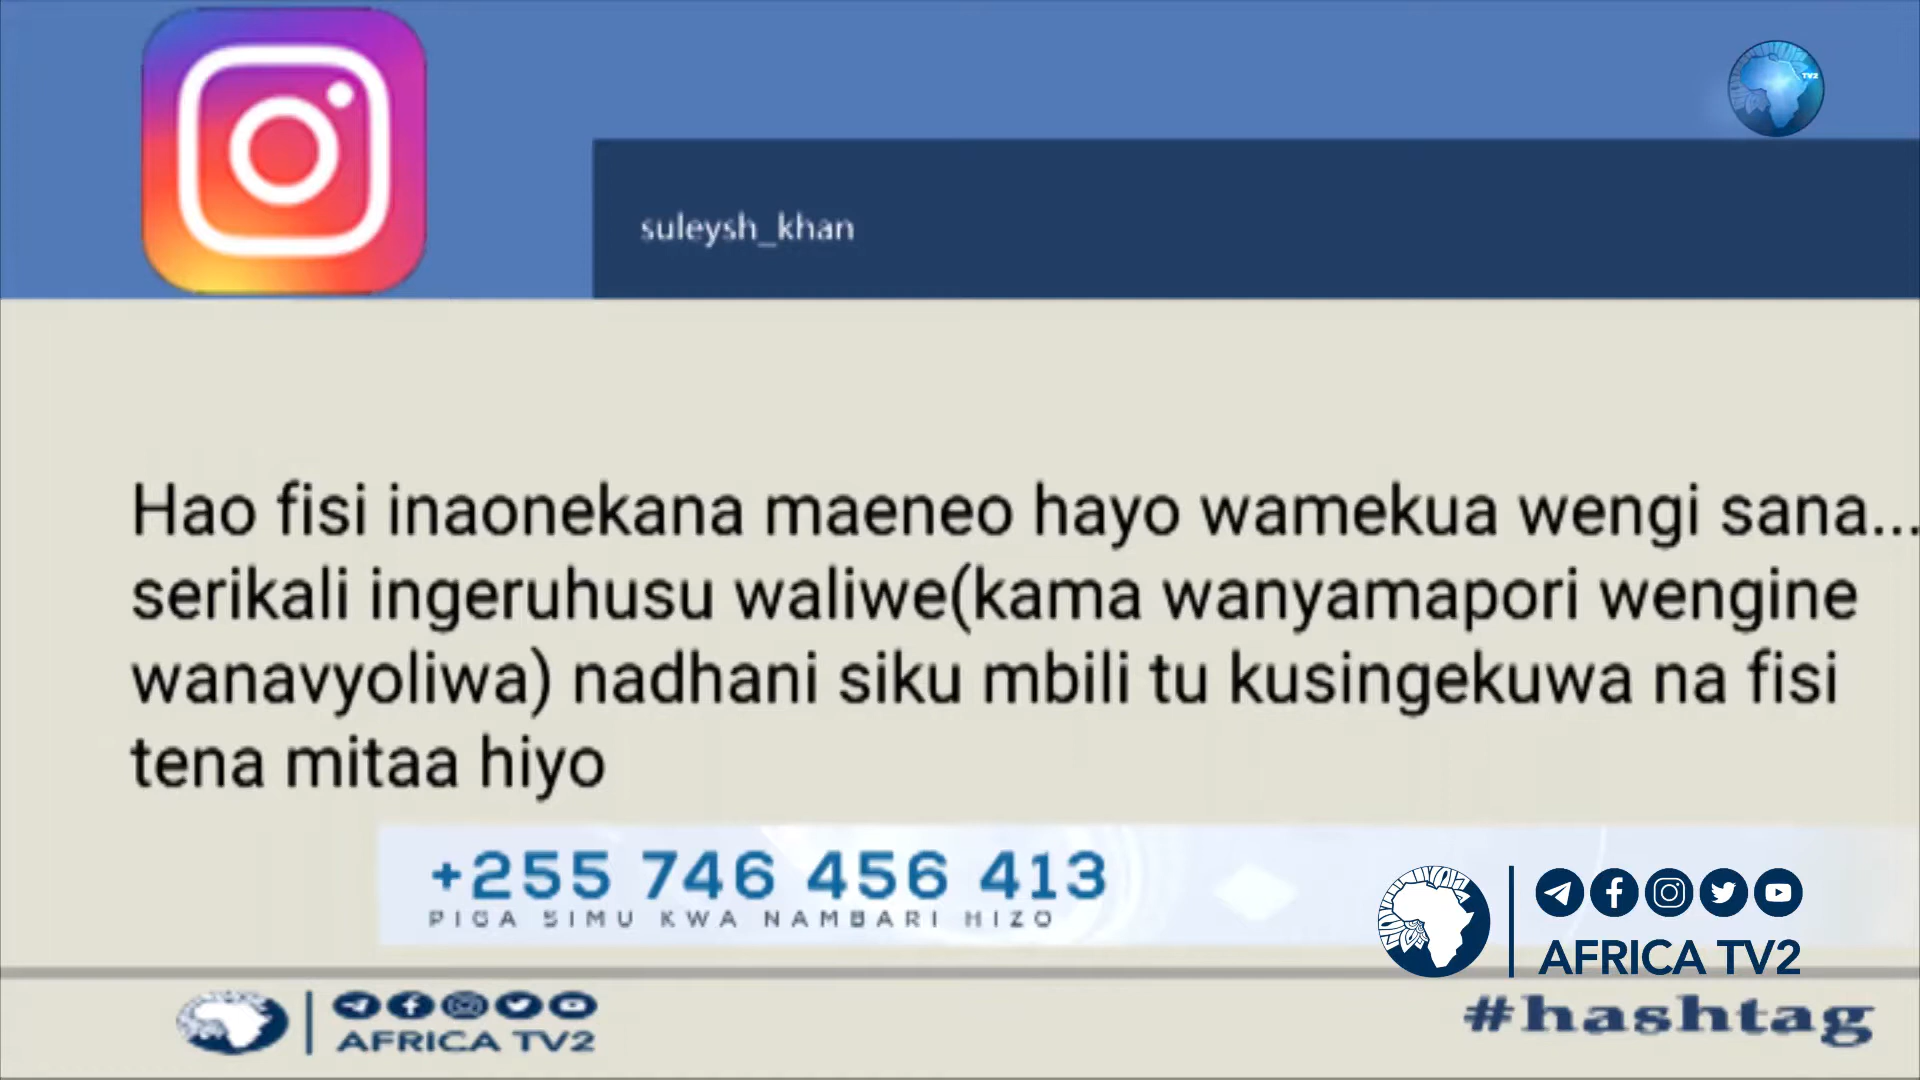 TV2
suleysh_khan
Hao fisi inaonekana maeneo hayo wamekua wengi sana...
serikali ingeruhusu waliwe(kama wanyamapori wengine
wanavyoliwa) nadhani siku mbili tu kusingekuwa na fisi
tena mitaa hiyo
+255 746 456 413
PIGA SIMU KWA NAMBARI HIZO
AFRICA TV2
AFRICA TV2
#hashtag